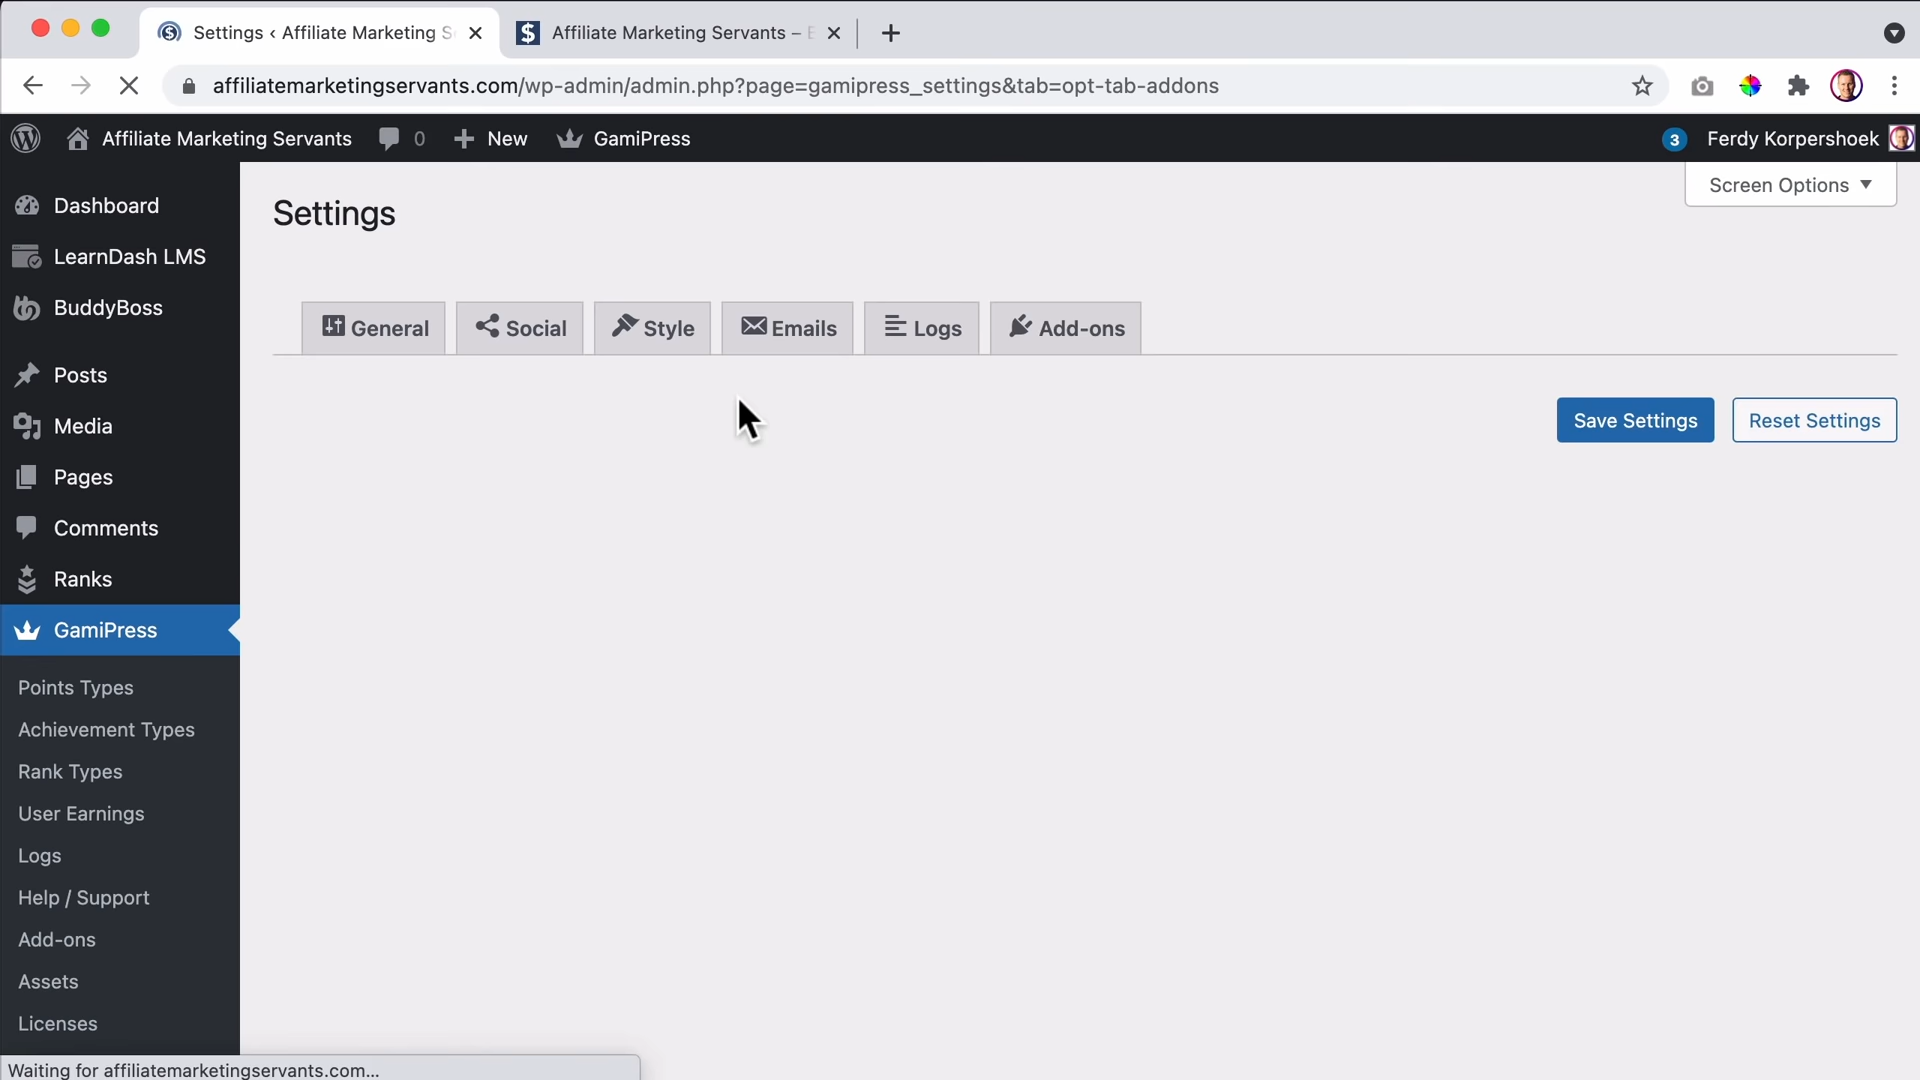 Settings ‹ Affiliate Marketing S
Affiliate Marketing Servants –
affiliatemarketingservants.com/wp-admin/admin.php?page=gamipress_settings&tab=opt-tab-addons
Affiliate Marketing Servants 0 New GamiPress 3 Ferdy Korpershoek
Screen Options
Settings
General Social Style Emails Logs Add-ons
Save Settings Reset Settings
Dashboard
LearnDash LMS
BuddyBoss
Posts
Media
Pages
Comments
Ranks
GamiPress
Points Types
Achievement Types
Rank Types
User Earnings
Logs
Help / Support
Add-ons
Assets
Licenses
Waiting for affiliatemarketingservants.com...